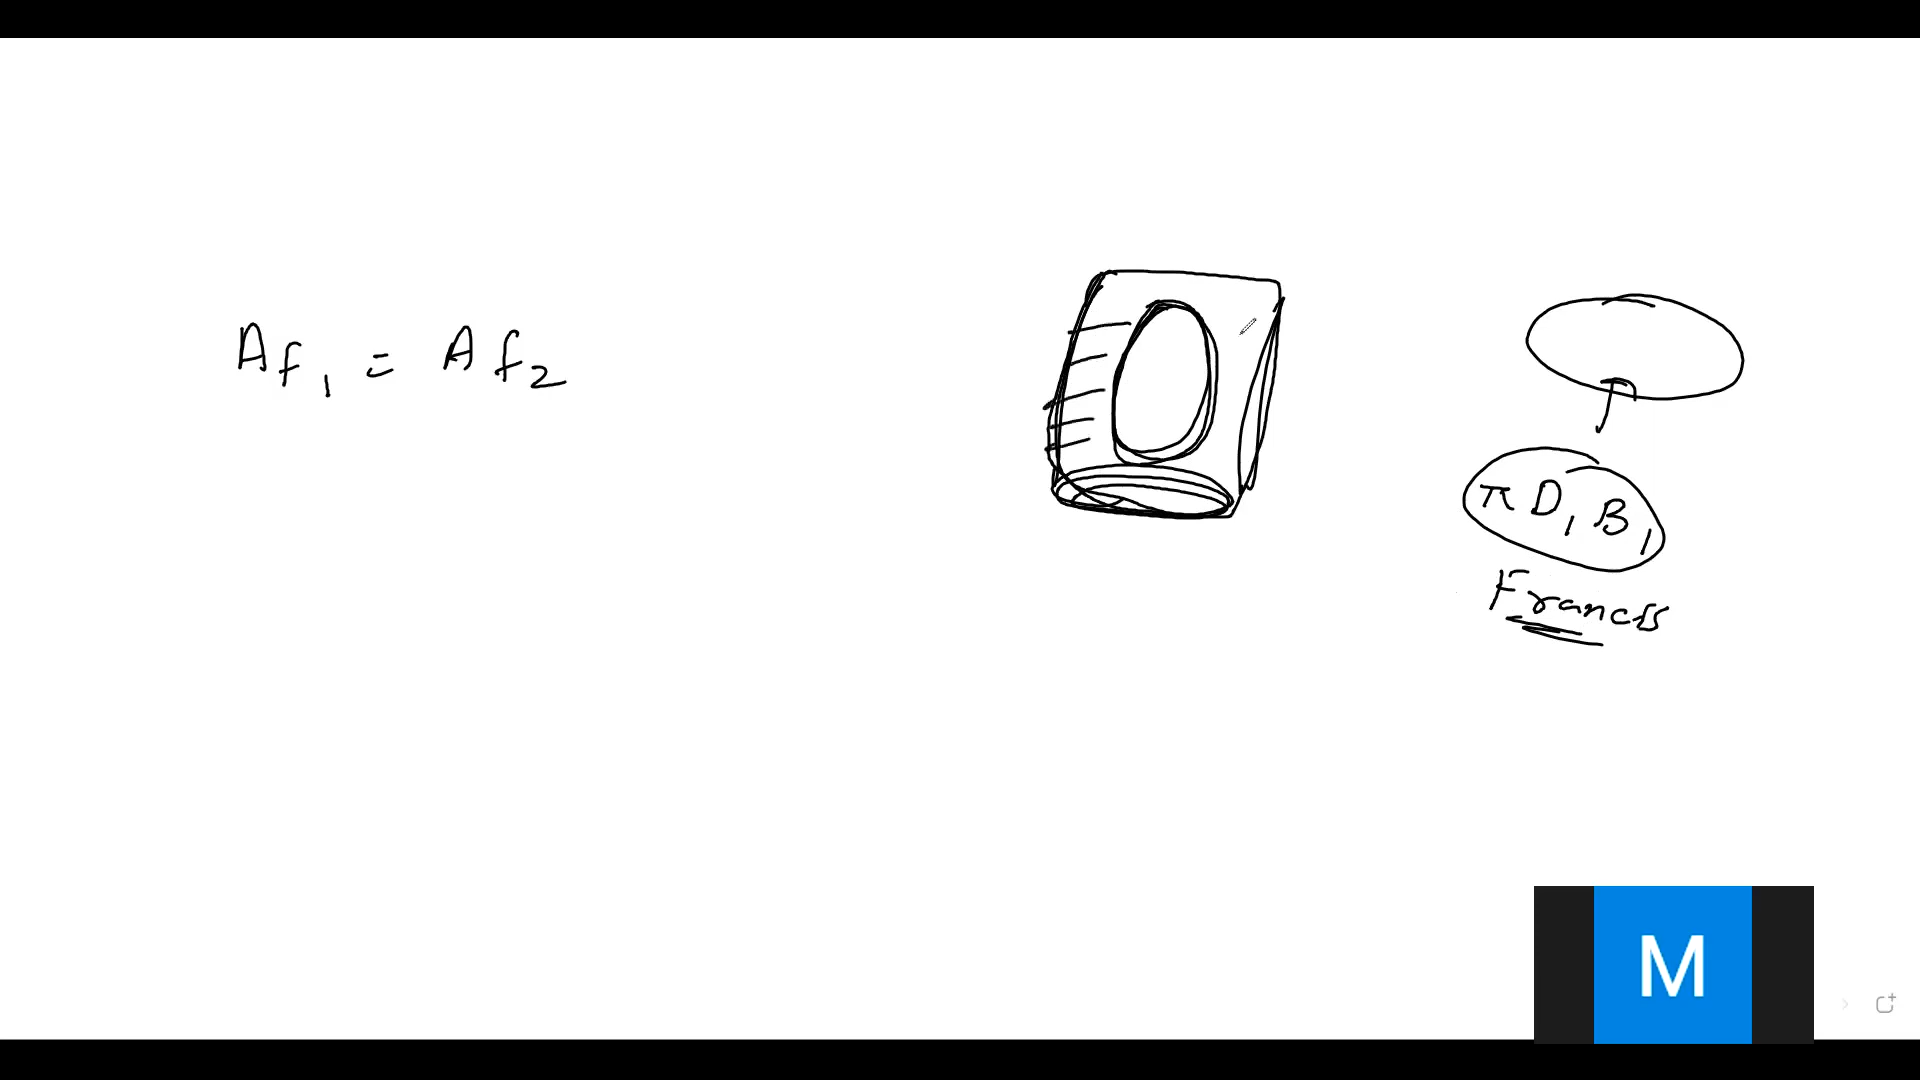 Af₁ = Af₂
πD₁B₁
Francis
M